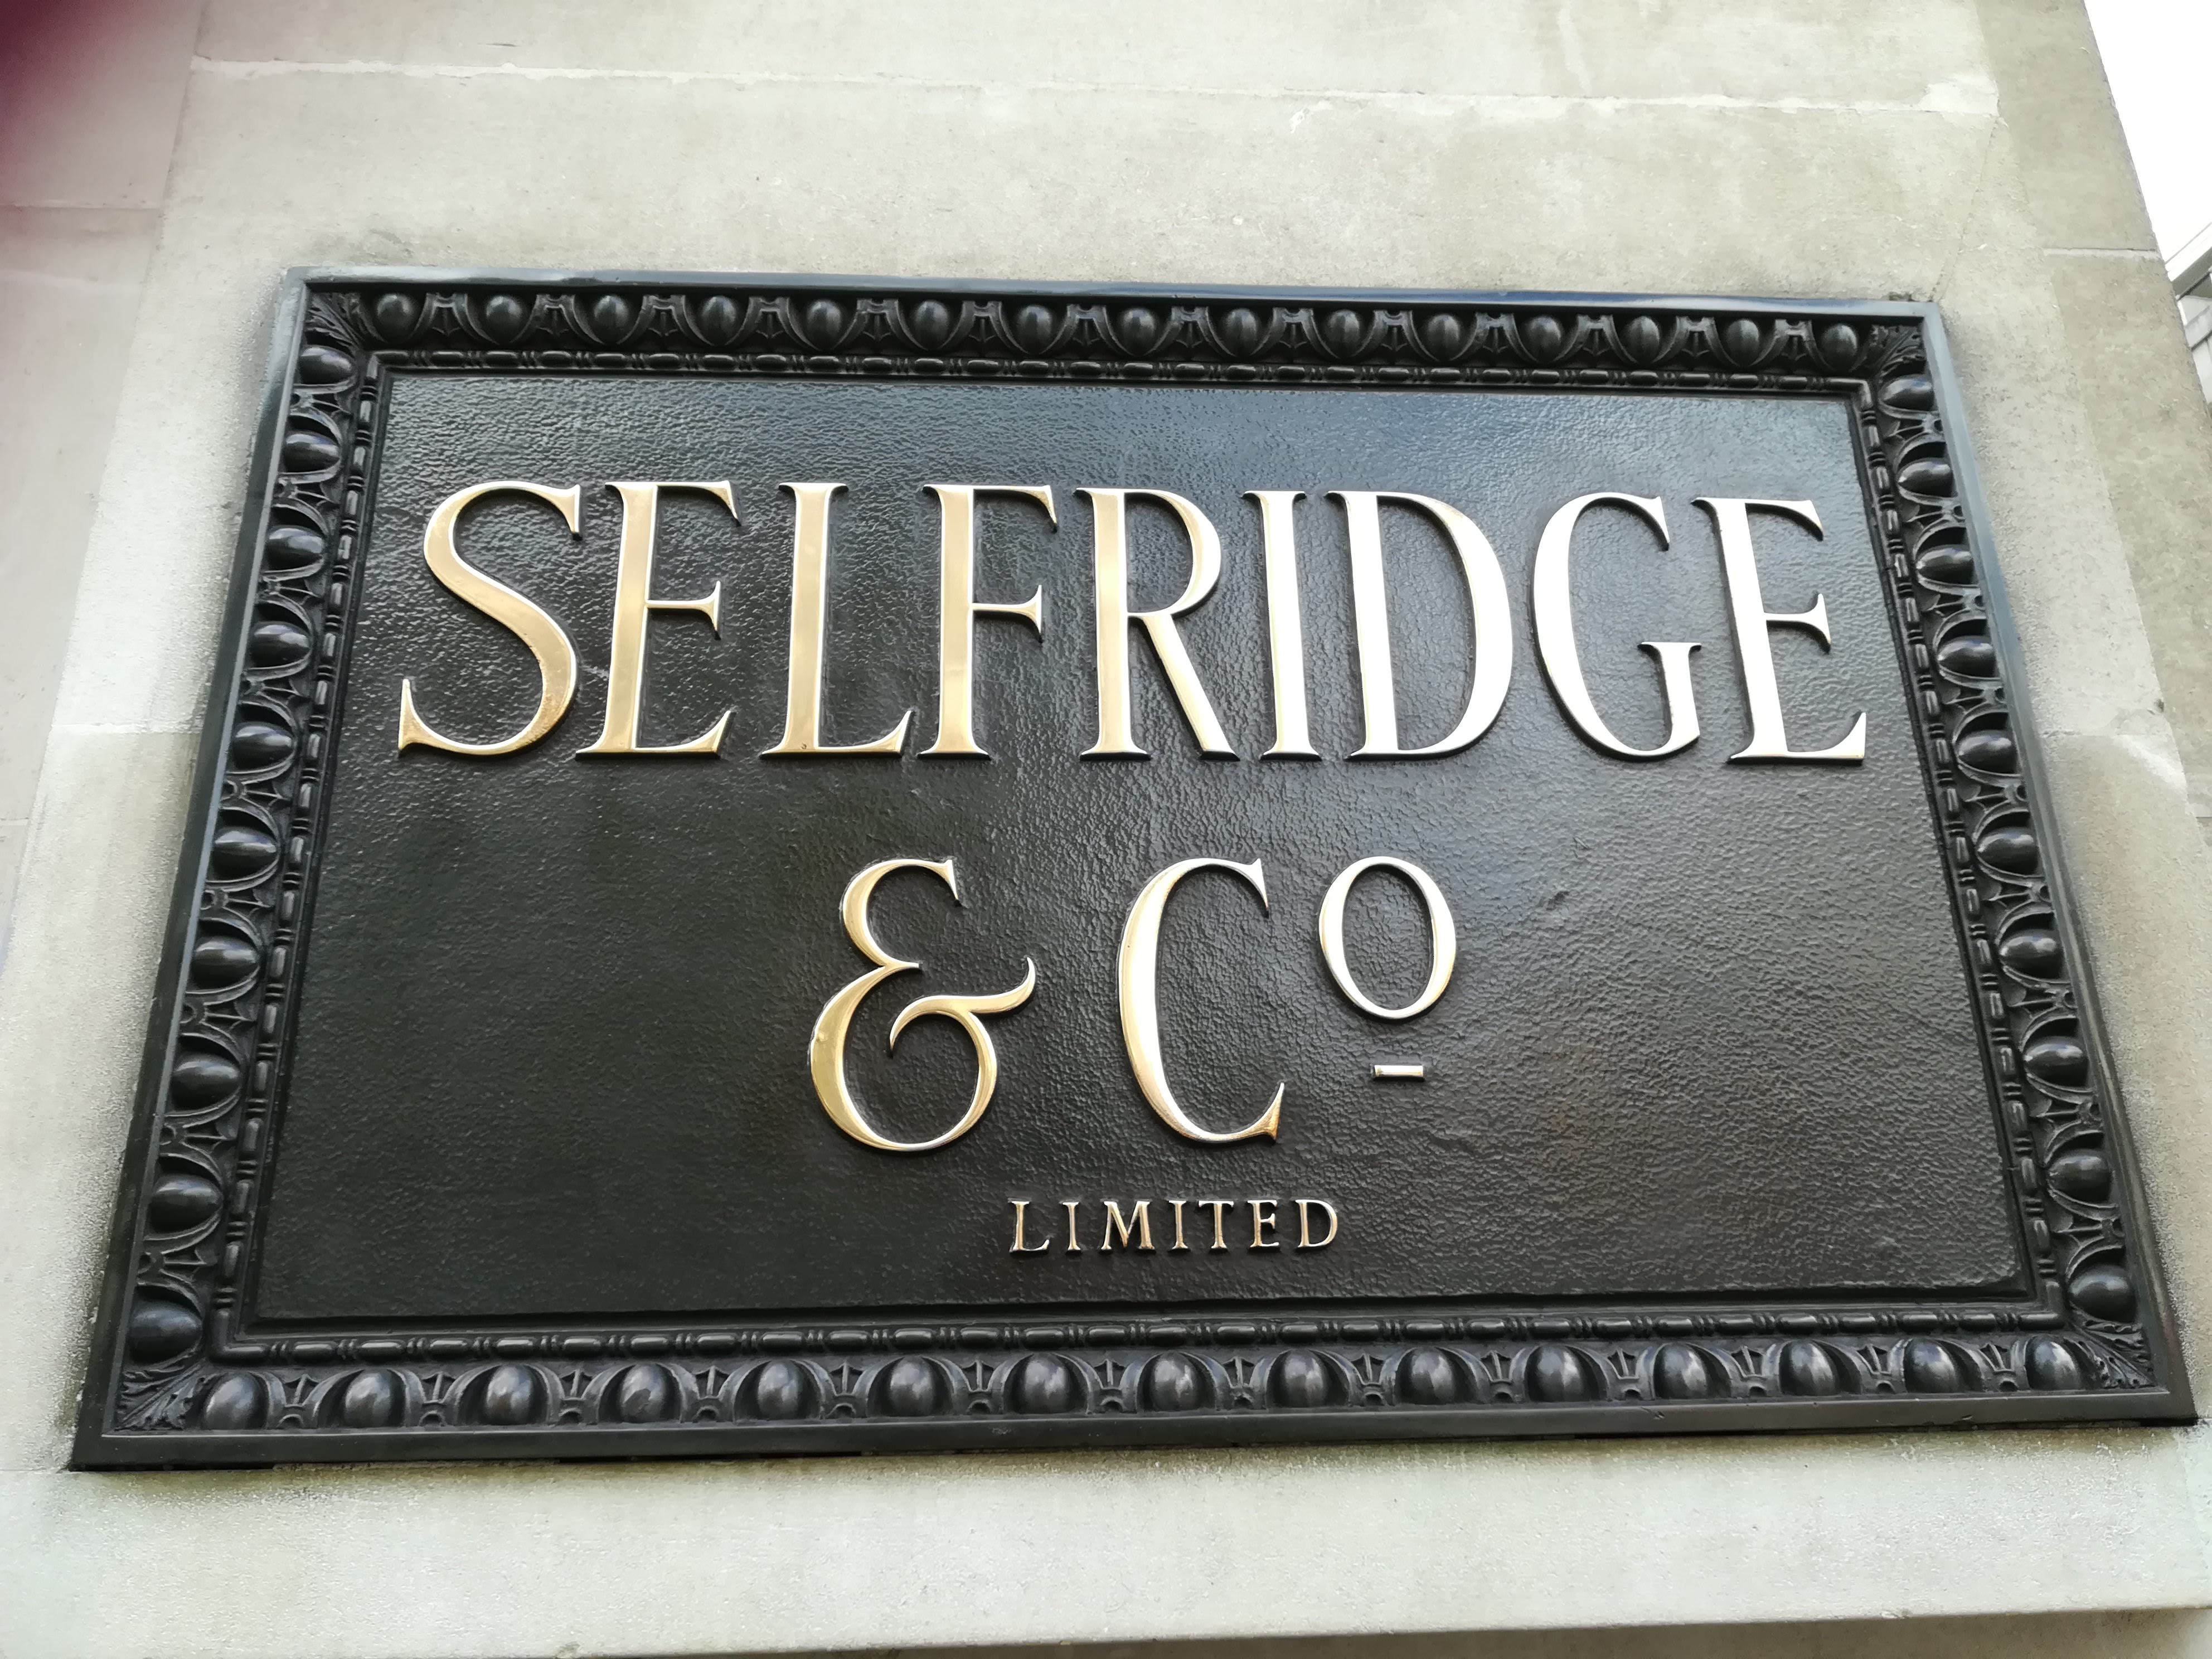 SELFRIDGE
& Cº
LIMITED